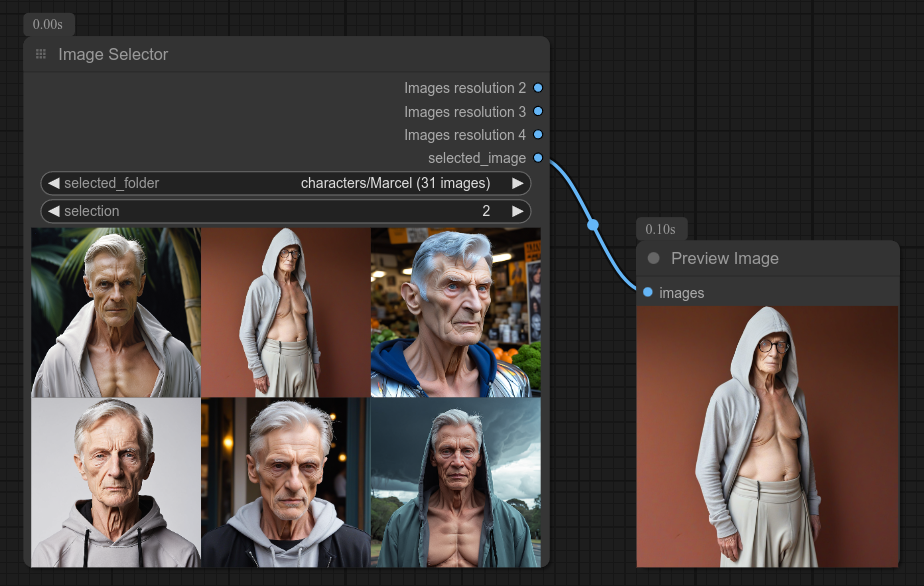 0.00s
Image Selector
Images resolution 2
Images resolution 3
Images resolution 4
selected_image
selected_folder characters/Marcel (31 images)
selection 2
0.10s
Preview Image
images